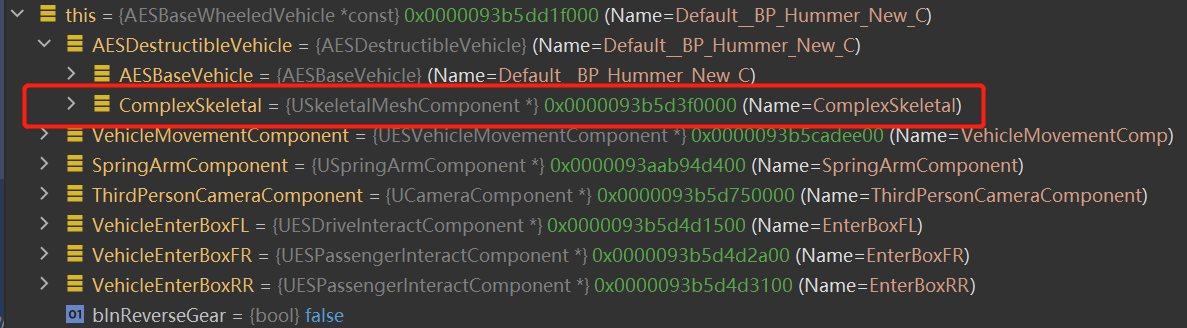 this = {AESBaseWheeledVehicle *const} 0x0000093b5dd1f000 (Name=Default__BP_Hummer_New_C)
AESDestructibleVehicle = {AESDestructibleVehicle} (Name=Default__BP_Hummer_New_C)
AESBaseVehicle = {AESBaseVehicle} (Name=Default__BP_Hummer_New_C)
ComplexSkeletal = {USkeletalMeshComponent *} 0x0000093b5d3f0000 (Name=ComplexSkeletal)
VehicleMovementComponent = {UESVehicleMovementComponent *} 0x0000093b5cadee00 (Name=VehicleMovementComp)
SpringArmComponent = {USpringArmComponent *} 0x0000093aab94d400 (Name=SpringArmComponent)
ThirdPersonCameraComponent = {UCameraComponent *} 0x0000093b5d750000 (Name=ThirdPersonCameraComponent)
VehicleEnterBoxFL = {UESDriveInteractComponent *} 0x0000093b5d4d1500 (Name=EnterBoxFL)
VehicleEnterBoxFR = {UESPassengerInteractComponent *} 0x0000093b5d4d2a00 (Name=EnterBoxFR)
VehicleEnterBoxRR = {UESPassengerInteractComponent *} 0x0000093b5d4d3100 (Name=EnterBoxRR)
01 bInReverseGear = {bool} false